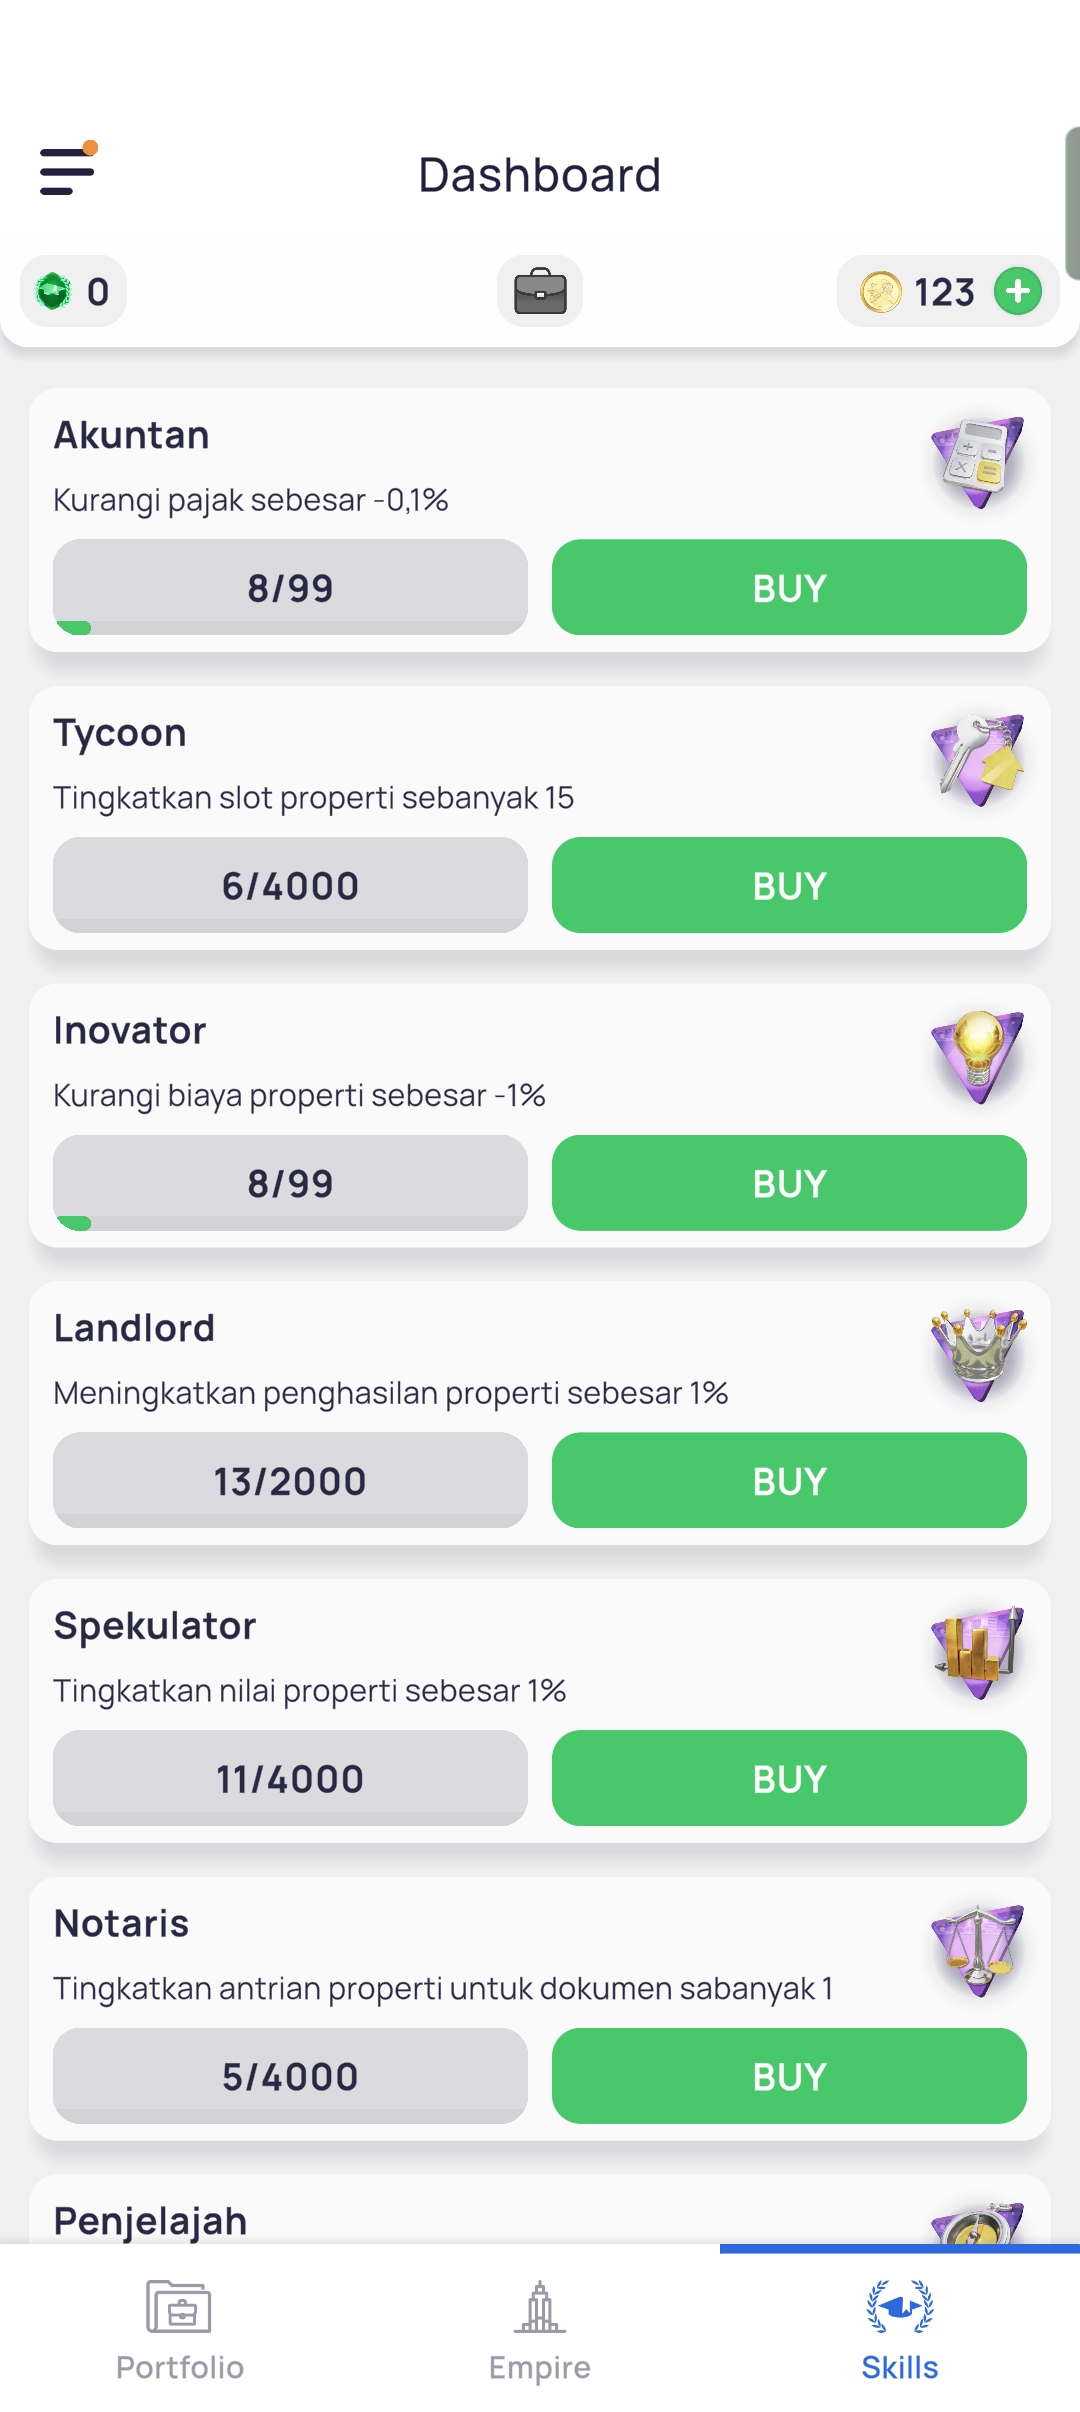 Dashboard
0
123
Akuntan
Kurangi pajak sebesar -0,1%
8/99
BUY
Tycoon
Tingkatkan slot properti sebanyak 15
6/4000
BUY
Inovator
Kurangi biaya properti sebesar -1%
8/99
BUY
Landlord
Meningkatkan penghasilan properti sebesar 1%
13/2000
BUY
Spekulator
Tingkatkan nilai properti sebesar 1%
11/4000
BUY
Notaris
Tingkatkan antrian properti untuk dokumen sabanyak 1
5/4000
BUY
Penjelajah
Portfolio
Empire
Skills